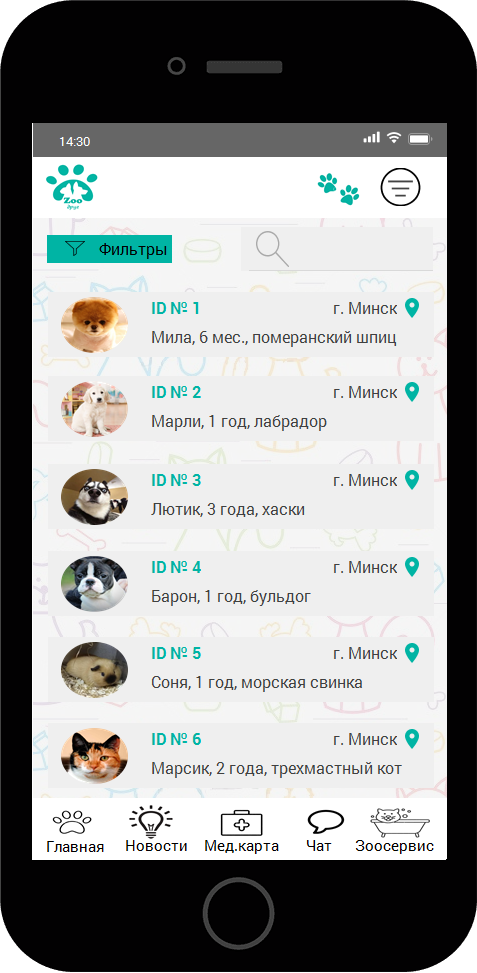 14:30
Zoo
друг
Фильтры
ID № 1 г. Минск
Мила, 6 мес., померанский шпиц
ID № 2 г. Минск
Марли, 1 год, лабрадор
ID № 3 г. Минск
Лютик, 3 года, хаски
ID № 4 г. Минск
Барон, 1 год, бульдог
ID № 5 г. Минск
Соня, 1 год, морская свинка
ID № 6 г. Минск
Марсик, 2 года, трехмастный кот
Главная Новости Мед.карта Чат Зоосервис